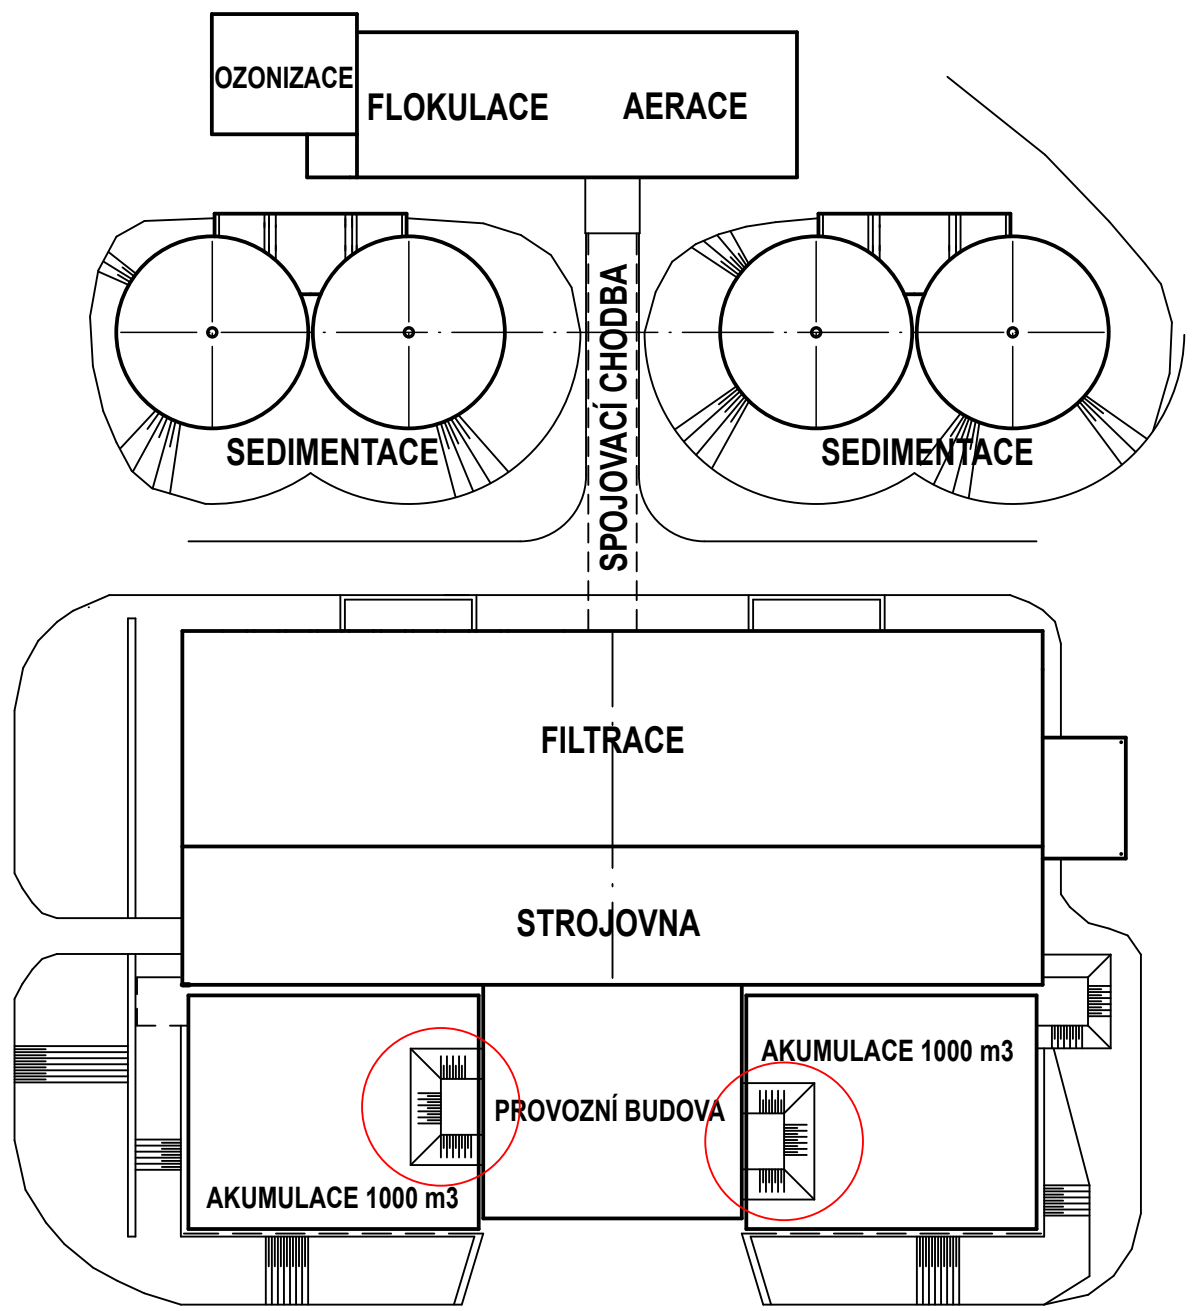 OZONIZACE
FLOKULACE
AERACE
SPOJOVACÍ CHODBA
SEDIMENTACE
SEDIMENTACE
FILTRACE
STROJOVNA
AKUMULACE 1000 m3
PROVOZNÍ BUDOVA
AKUMULACE 1000 m3